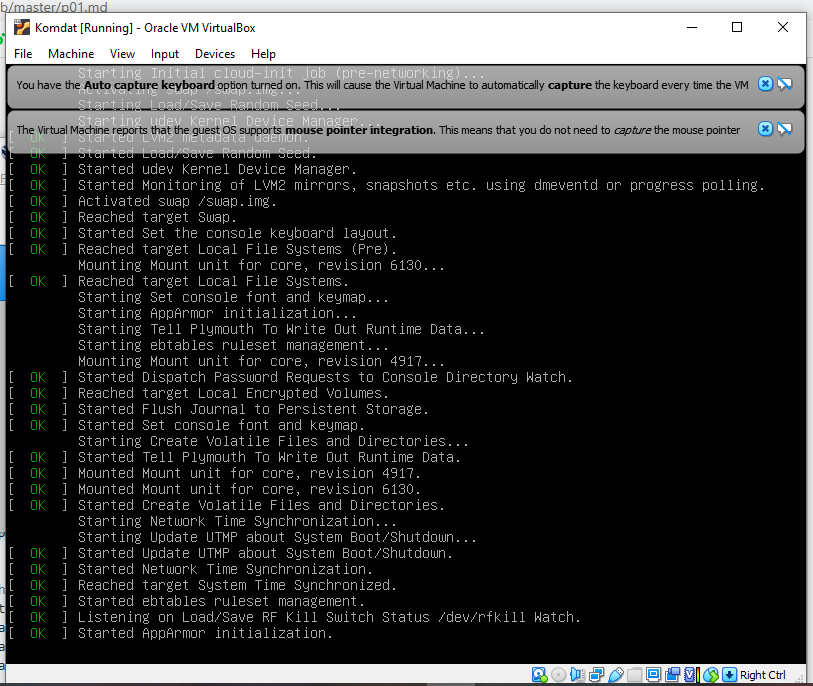 b/master/p01.md
Komdat [Running] - Oracle VM VirtualBox
File Machine View Input Devices Help
Starting Initial cloud-init job (pre-networking)...
You have the Auto capture keyboard option turned on. This will cause the Virtual Machine to automatically capture the keyboard every time the VM
Activating swap /swap.img...
Starting Load/Save Random Seed...
Starting udev Kernel Device Manager...
The Virtual Machine reports that the guest OS supports mouse pointer integration. This means that you do not need to capture the mouse pointer
[ OK ] Started LVM2 metadata daemon.
[ OK ] Started Load/Save Random Seed.
[ OK ] Started udev Kernel Device Manager.
[ OK ] Started Monitoring of LVM2 mirrors, snapshots etc. using dmeventd or progress polling.
[ OK ] Activated swap /swap.img.
[ OK ] Reached target Swap.
[ OK ] Started Set the console keyboard layout.
[ OK ] Reached target Local File Systems (Pre).
Mounting Mount unit for core, revision 6130...
[ OK ] Reached target Local File Systems.
Starting Set console font and keymap...
Starting AppArmor initialization...
Starting Tell Plymouth To Write Out Runtime Data...
Starting ebtables ruleset management...
Mounting Mount unit for core, revision 4917...
[ OK ] Started Dispatch Password Requests to Console Directory Watch.
[ OK ] Reached target Local Encrypted Volumes.
[ OK ] Started Flush Journal to Persistent Storage.
[ OK ] Started Set console font and keymap.
Starting Create Volatile Files and Directories...
[ OK ] Started Tell Plymouth To Write Out Runtime Data.
[ OK ] Mounted Mount unit for core, revision 4917.
[ OK ] Mounted Mount unit for core, revision 6130.
[ OK ] Started Create Volatile Files and Directories.
Starting Network Time Synchronization...
Starting Update UTMP about System Boot/Shutdown...
[ OK ] Started Update UTMP about System Boot/Shutdown.
[ OK ] Started Network Time Synchronization.
[ OK ] Reached target System Time Synchronized.
[ OK ] Started ebtables ruleset management.
[ OK ] Listening on Load/Save RF Kill Switch Status /dev/rfkill Watch.
[ OK ] Started AppArmor initialization.
Right Ctrl